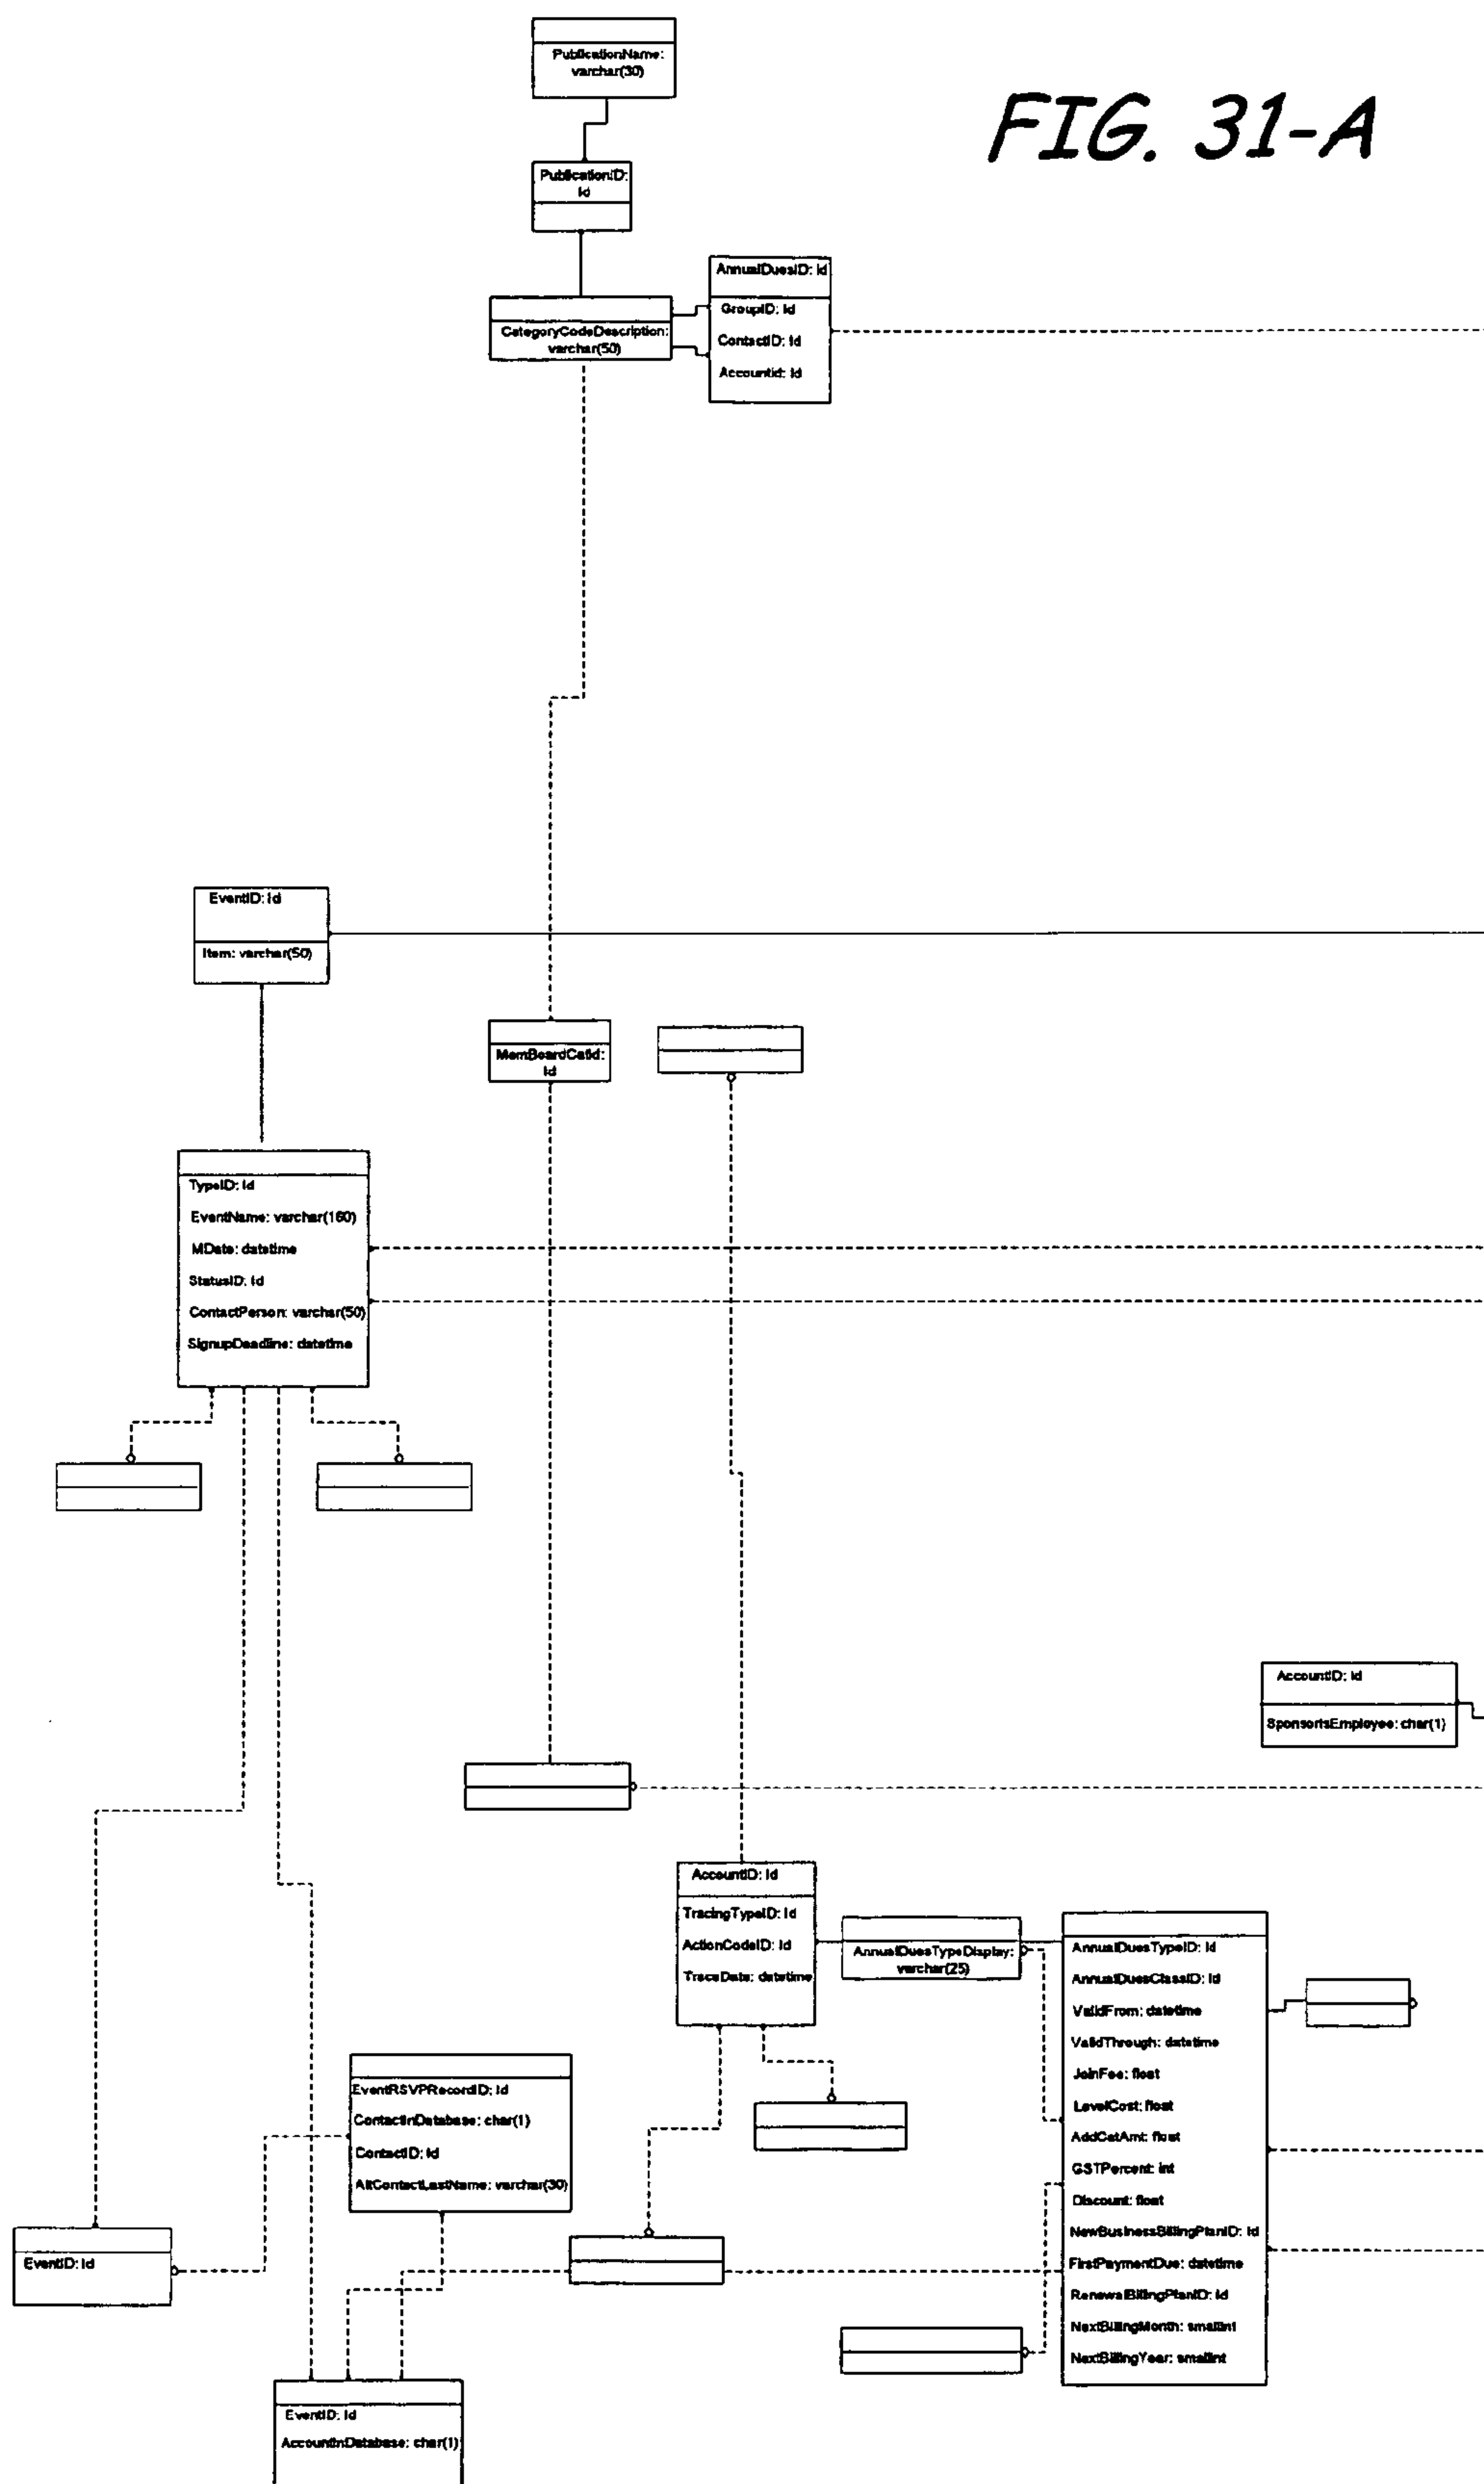 FIG. 31-A
PublicationName:
varchar(30)
PublicationID:
Id
AnnualDuesID: Id
GroupID: Id
ContactID: Id
Accountid: Id
CategoryCodeDescription:
varchar(50)
EventID: Id
Item: varchar(50)
MemBoardCatId:
Id
TypeID: Id
EventName: varchar(160)
MDate: datetime
StatusID: Id
ContactPerson: varchar(50)
SignupDeadline: datetime
AccountID: Id
SponsorIsEmployee: char(1)
AccountID: Id
TracingTypeID: Id
ActionCodeID: Id
TraceDate: datetime
AnnualDuesTypeDisplay:
varchar(25)
AnnualDuesTypeID: Id
AnnualDuesClassID: Id
ValidFrom: datetime
ValidThrough: datetime
JoinFee: float
LevelCost: float
AddCatAmt: float
GSTPercent: int
Discount: float
NewBusinessBillingPlanID: Id
FirstPaymentDue: datetime
RenewalBillingPlanID: Id
NextBillingMonth: smallint
NextBillingYear: smallint
EventRSVPRecordID: Id
ContactInDatabase: char(1)
ContactID: Id
AltContactLastName: varchar(30)
EventID: Id
EventID: Id
AccountInDatabase: char(1)